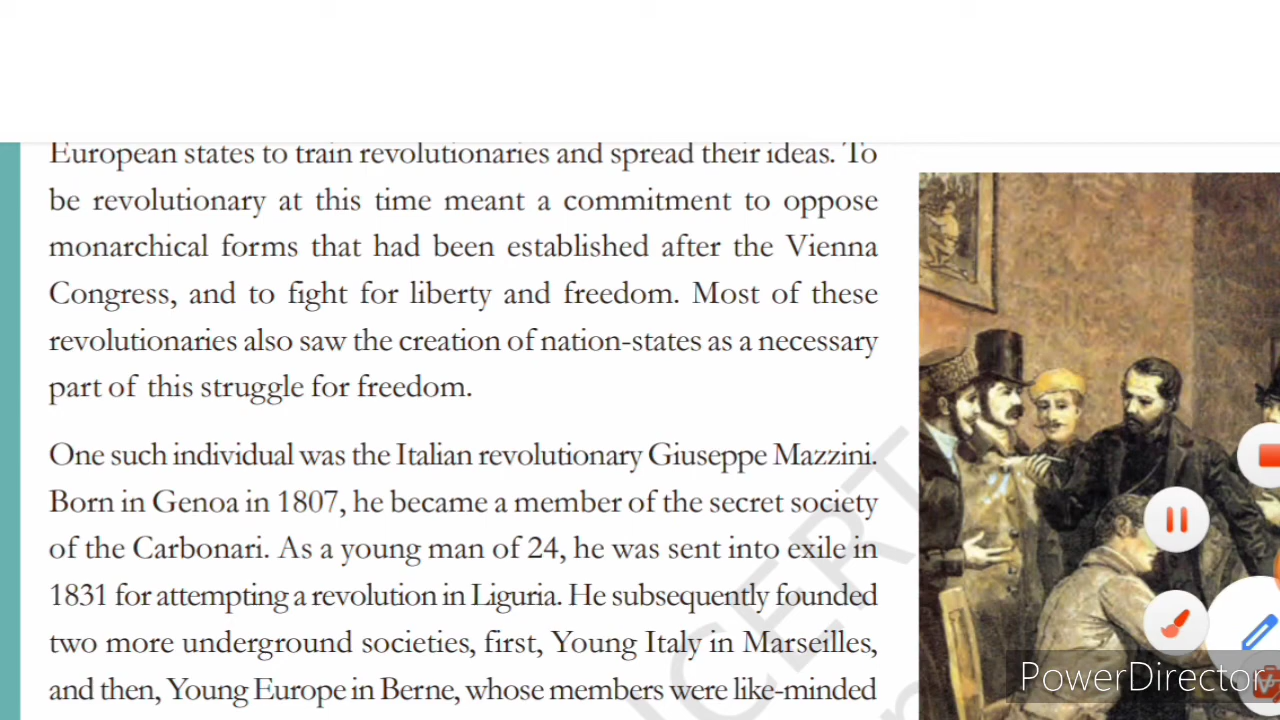 European states to train revolutionaries and spread their ideas. To
be revolutionary at this time meant a commitment to oppose
monarchical forms that had been established after the Vienna
Congress, and to fight for liberty and freedom. Most of these
revolutionaries also saw the creation of nation-states as a necessary
part of this struggle for freedom.
One such individual was the Italian revolutionary Giuseppe Mazzini.
Born in Genoa in 1807, he became a member of the secret society
of the Carbonari. As a young man of 24, he was sent into exile in
1831 for attempting a revolution in Liguria. He subsequently founded
two more underground societies, first, Young Italy in Marseilles,
and then, Young Europe in Berne, whose members were like-minded
PowerDirector